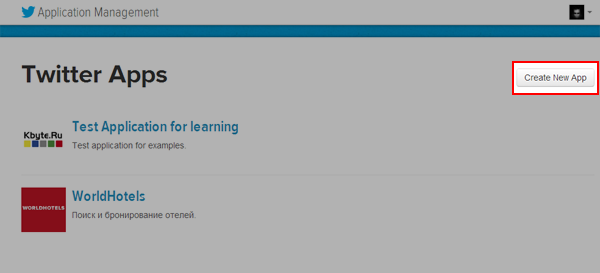 Application Management
Twitter Apps
Create New App
Kbyte.Ru
Test Application for learning
Test application for examples.
WORLDHOTELS
WorldHotels
Поиск и бронирование отелей.